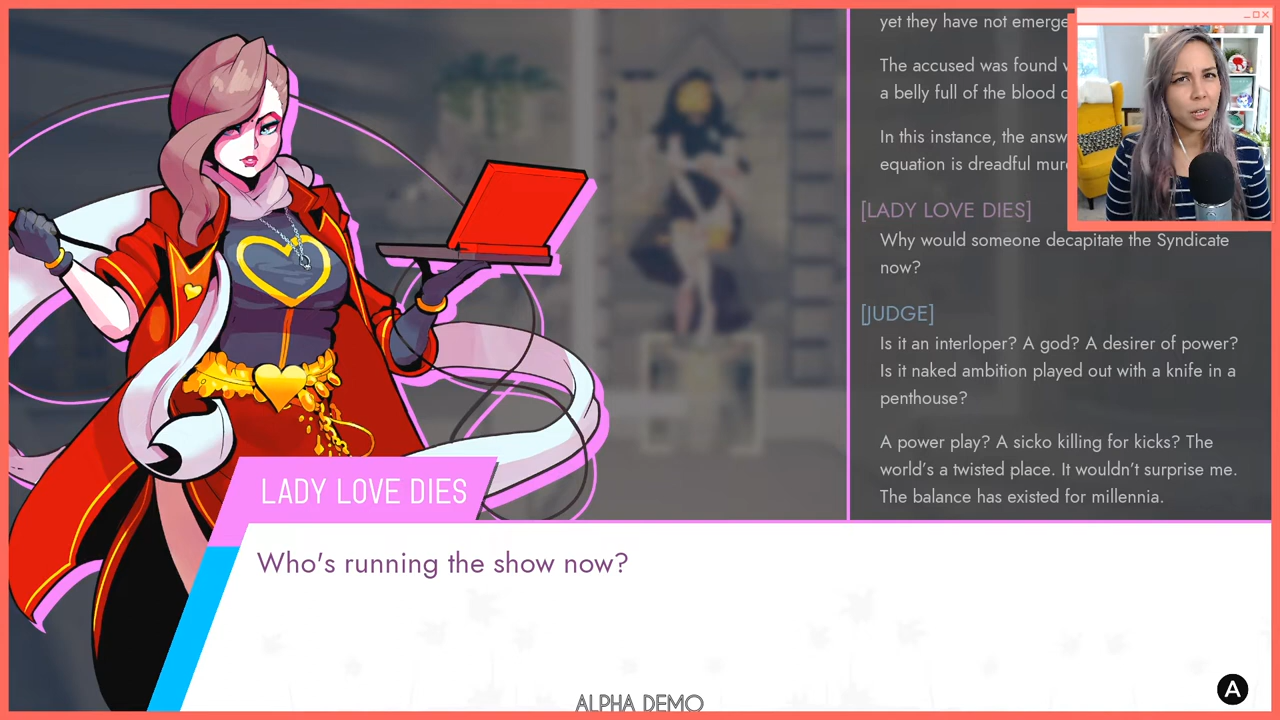 yet they have not emerge
The accused was found
a belly full of the blood
In this instance, the answ
equation is dreadful mur
[LADY LOVE DIES]
Why would someone decapitate the Syndicate
now?
[JUDGE]
Is it an interloper? A god? A desirer of power?
Is it naked ambition played out with a knife in a
penthouse?
A power play? A sicko killing for kicks? The
world's a twisted place. It wouldn't surprise me.
The balance has existed for millennia.
LADY LOVE DIES
Who's running the show now?
A
ALPHA DEMO